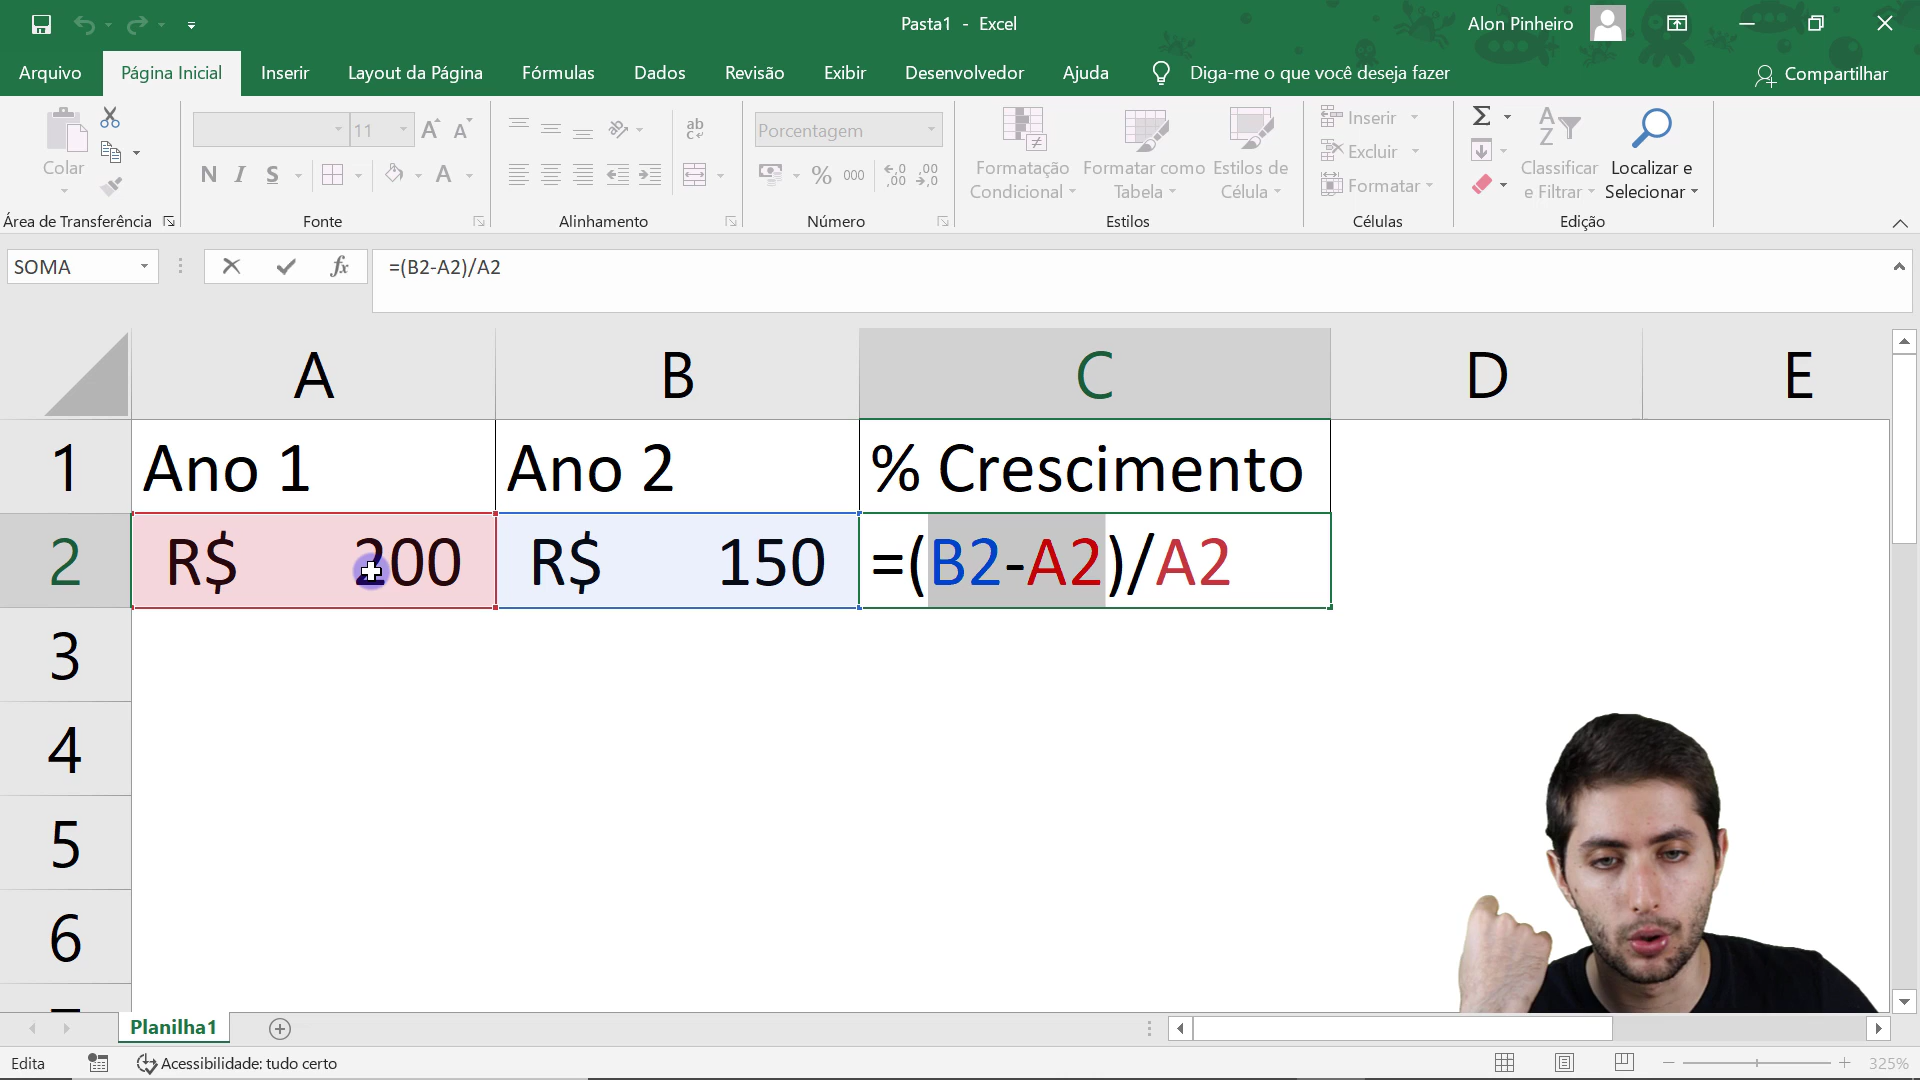 Pasta1 - Excel
Alon Pinheiro
Arquivo
Página Inicial
Inserir
Layout da Página
Fórmulas
Dados
Revisão
Exibir
Desenvolvedor
Ajuda
Diga-me o que você deseja fazer
Compartilhar
Colar
Área de Transferência
11
N I S
Fonte
ab
Alinhamento
Porcentagem
% 000
Número
Formatação Condicional
Formatar como Tabela
Estilos de Célula
Estilos
Inserir
Excluir
Formatar
Células
Classificar e Filtrar
Localizar e Selecionar
Edição
SOMA
fx
=(B2-A2)/A2
A B C D E
1 Ano 1 Ano 2 % Crescimento
2 R$ 200 R$ 150 =(B2-A2)/A2
3
4
5
6
Planilha1
Edita
Acessibilidade: tudo certo
325%